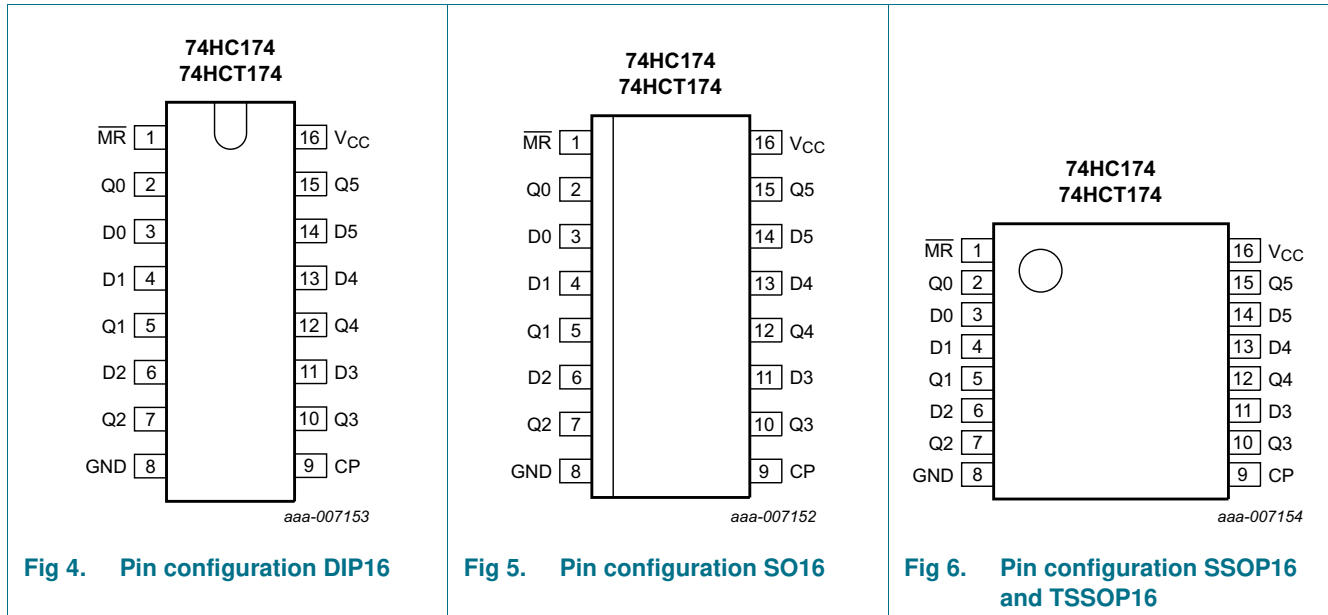 74HC174
74HCT174
MR 1
16 VCC
Q0 2
15 Q5
D0 3
14 D5
D1 4
13 D4
Q1 5
12 Q4
D2 6
11 D3
Q2 7
10 Q3
GND 8
9 CP
aaa-007153
Fig 4. Pin configuration DIP16
74HC174
74HCT174
MR 1
16 VCC
Q0 2
15 Q5
D0 3
14 D5
D1 4
13 D4
Q1 5
12 Q4
D2 6
11 D3
Q2 7
10 Q3
GND 8
9 CP
aaa-007152
Fig 5. Pin configuration SO16
74HC174
74HCT174
MR 1
16 VCC
Q0 2
15 Q5
D0 3
14 D5
D1 4
13 D4
Q1 5
12 Q4
D2 6
11 D3
Q2 7
10 Q3
GND 8
9 CP
aaa-007154
Fig 6. Pin configuration SSOP16
and TSSOP16